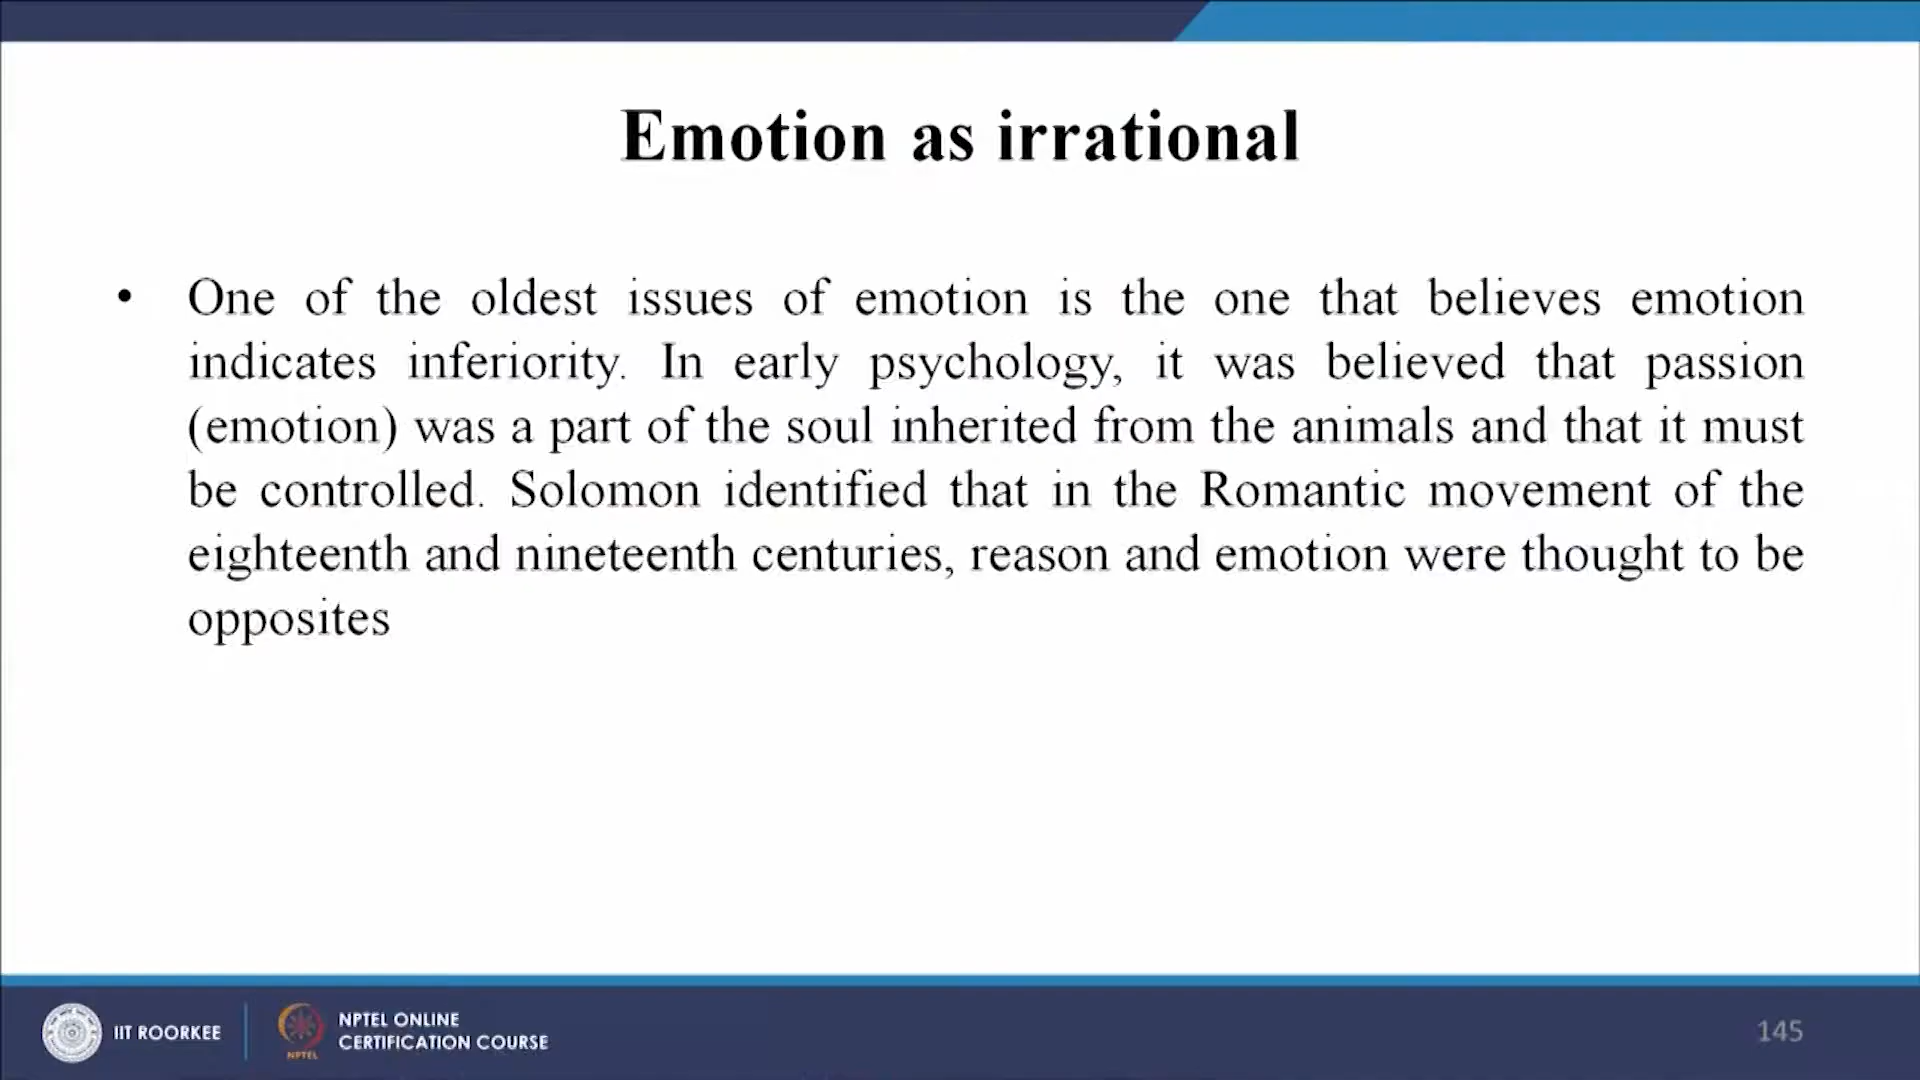 Emotion as irrational
• One of the oldest issues of emotion is the one that believes emotion
indicates inferiority. In early psychology, it was believed that passion
(emotion) was a part of the soul inherited from the animals and that it must
be controlled. Solomon identified that in the Romantic movement of the
eighteenth and nineteenth centuries, reason and emotion were thought to be
opposites
IIT ROORKEE
NPTEL
NPTEL ONLINE
CERTIFICATION COURSE
145